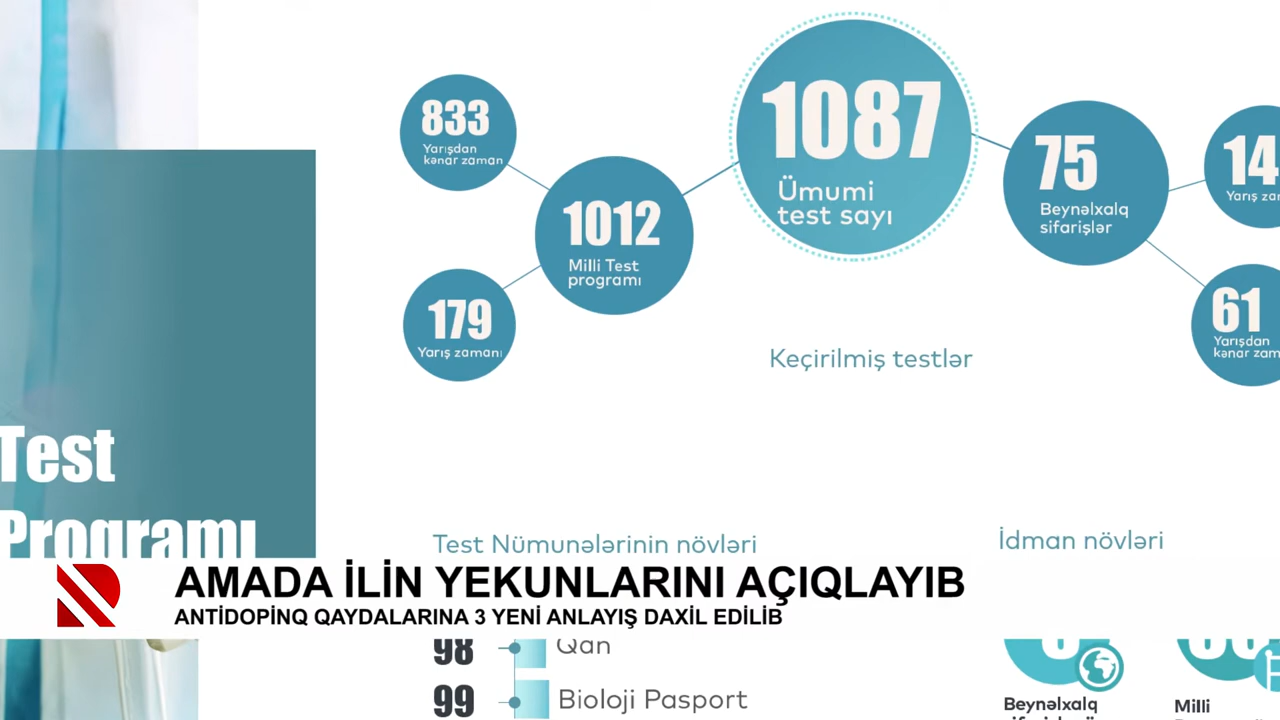 833
Yarışdan
kənar zaman
1012
Milli Test
programı
179
Yarış zamanı
1087
Ümumi
test sayı
75
Beynəlxalq
sifarişlər
14
Yarış
61
Yarışdan
kənar
Keçirilmiş testlər
Test
Programı
Test Nümunələrinin növləri
İdman növləri
AMADA İLİN YEKUNLARINI AÇIQLAYIB
ANTİDOPİNQ QAYDALARINA 3 YENİ ANLAYIŞ DAXİL EDİLİB
98 Qan
99 Bioloji Pasport
Beynəlxalq
Milli